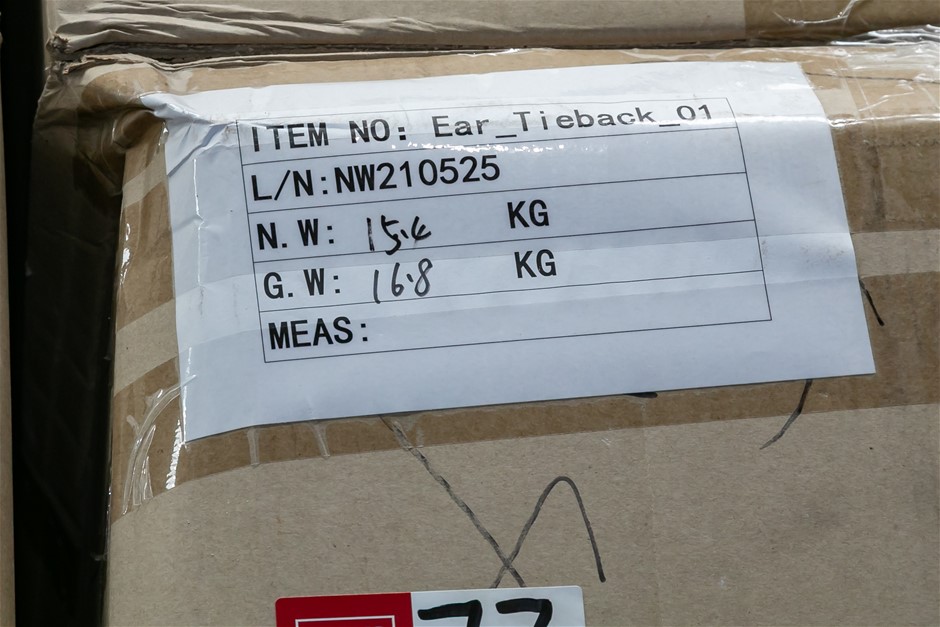 ITEM NO: Ear_Tieback_01
L/N:NW210525
N.W: 15.4 KG
G.W: 16.8 KG
MEAS: